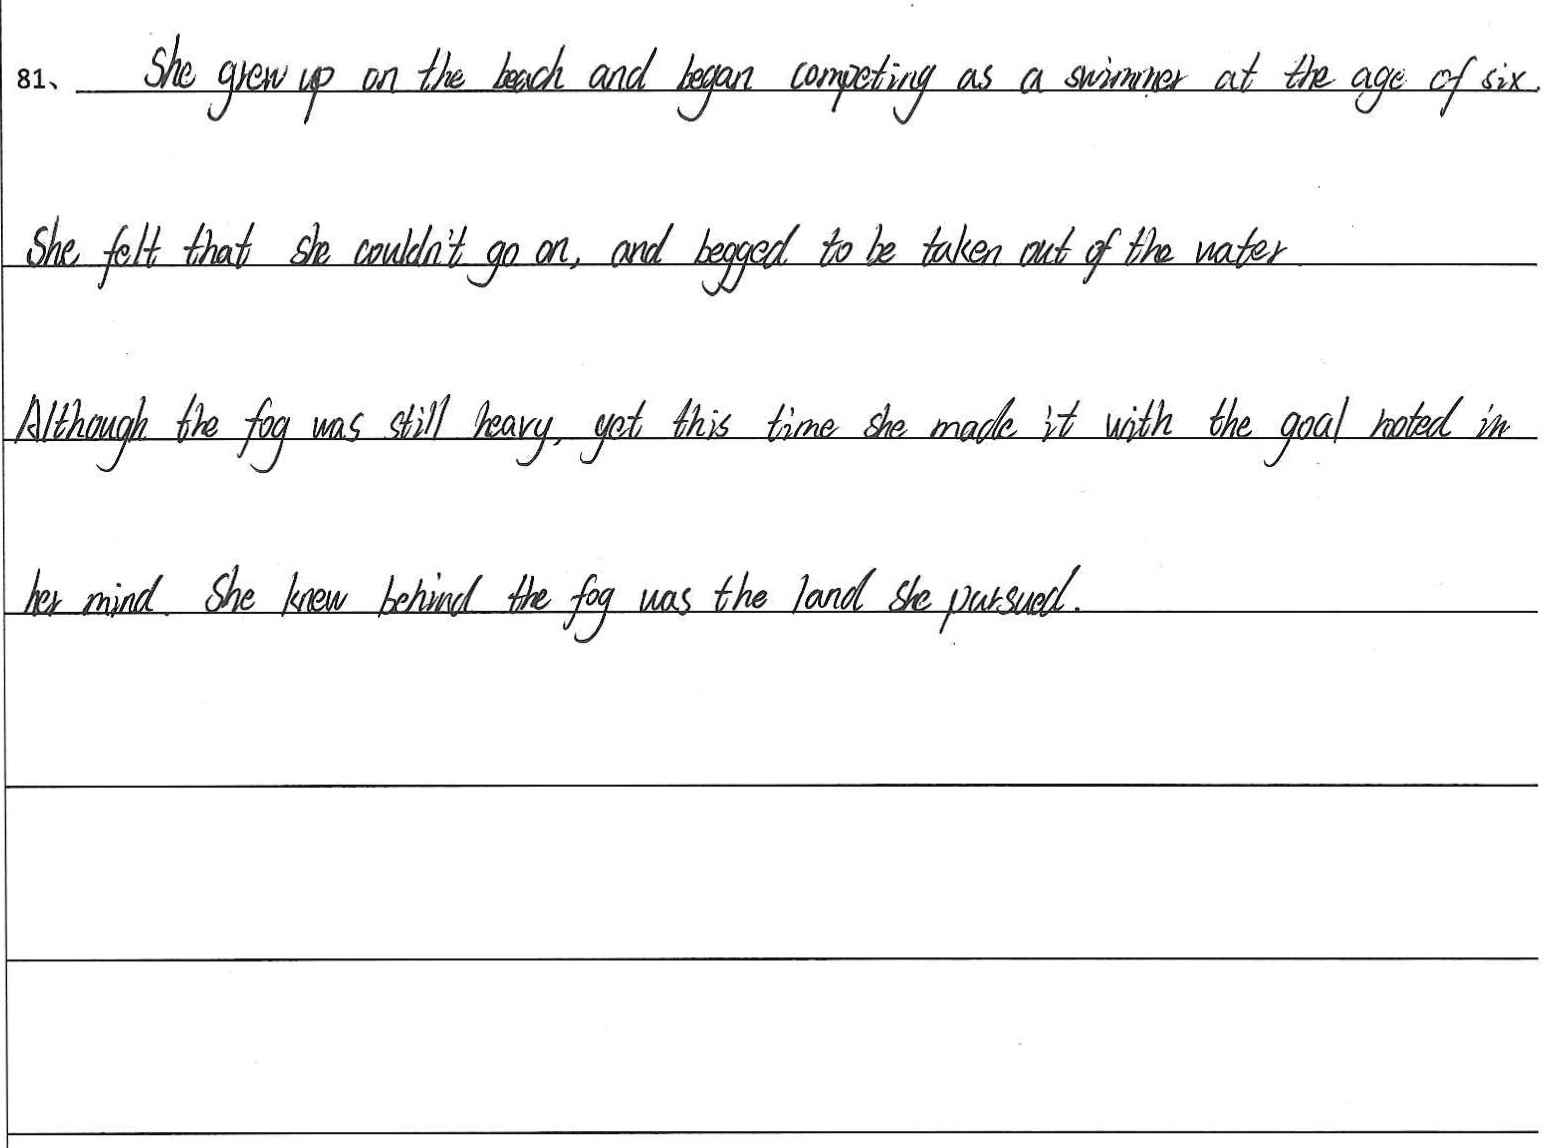 81、 She grew up on the beach and began competing as a swimmer at the age of six.
She felt that she couldn't go on, and begged to be taken out of the water.
Although the fog was still heavy, yet this time she made it with the goal rooted in
her mind. She knew behind the fog was the land she pursued.